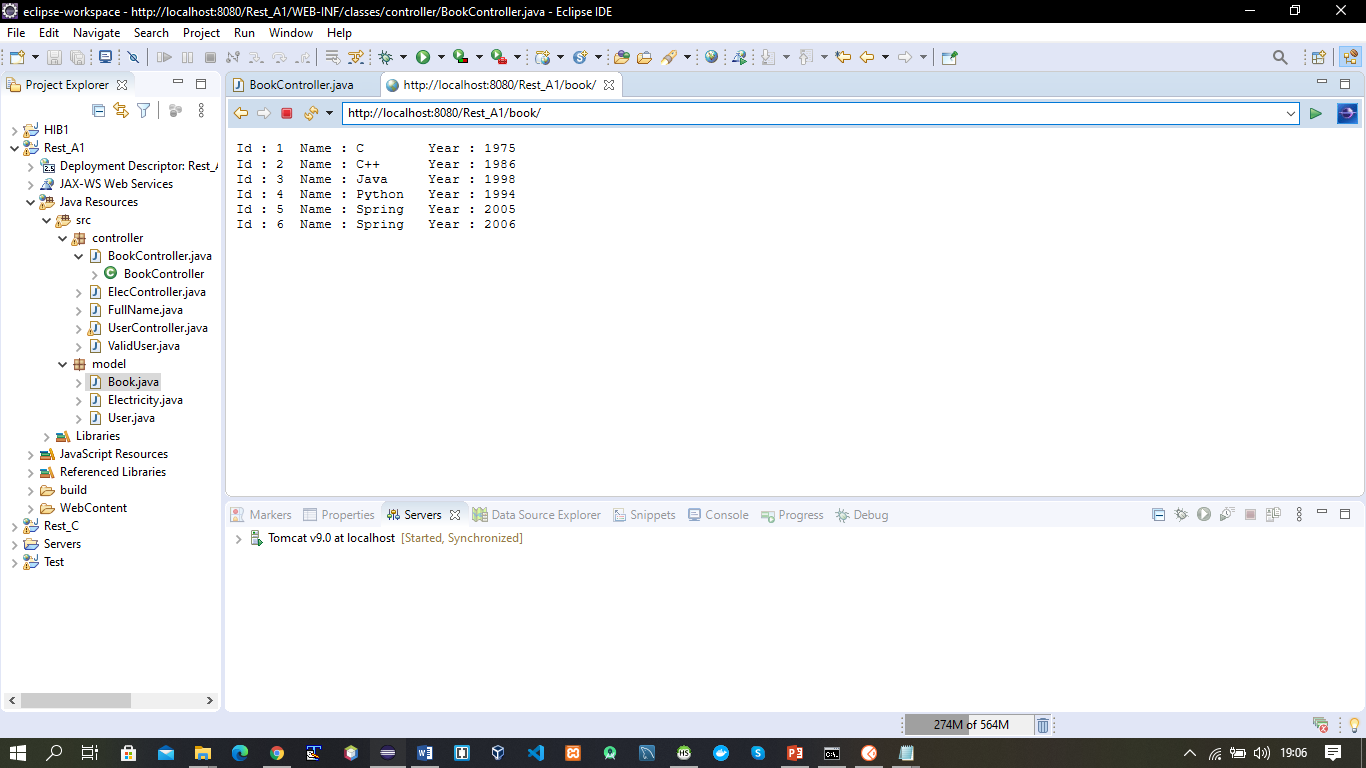 eclipse-workspace - http://localhost:8080/Rest_A1/WEB-INF/classes/controller/BookController.java - Eclipse IDE
File Edit Navigate Search Project Run Window Help
Project Explorer
HIB1
Rest_A1
Deployment Descriptor: Rest_A
JAX-WS Web Services
Java Resources
src
controller
BookController.java
BookController
ElecController.java
FullName.java
UserController.java
ValidUser.java
model
Book.java
Electricity.java
User.java
Libraries
JavaScript Resources
Referenced Libraries
build
WebContent
Rest_C
Servers
Test
BookController.java http://localhost:8080/Rest_A1/book/
http://localhost:8080/Rest_A1/book/
Id : 1 Name : C Year : 1975
Id : 2 Name : C++ Year : 1986
Id : 3 Name : Java Year : 1998
Id : 4 Name : Python Year : 1994
Id : 5 Name : Spring Year : 2005
Id : 6 Name : Spring Year : 2006
Markers Properties Servers Data Source Explorer Snippets Console Progress Debug
Tomcat v9.0 at localhost [Started, Synchronized]
274M of 564M
19:06